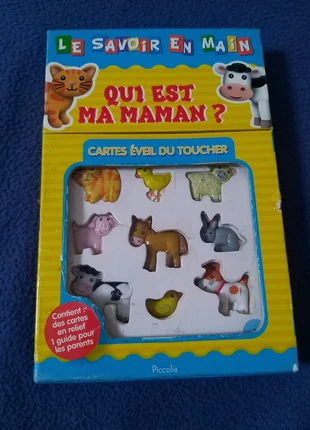 LE SAVOIR EN MAIN
QUI EST
MA MAMAN ?
CARTES ÉVEIL DU TOUCHER
Contient :
des cartes
en relief
1 guide pour
les parents
Piccolia